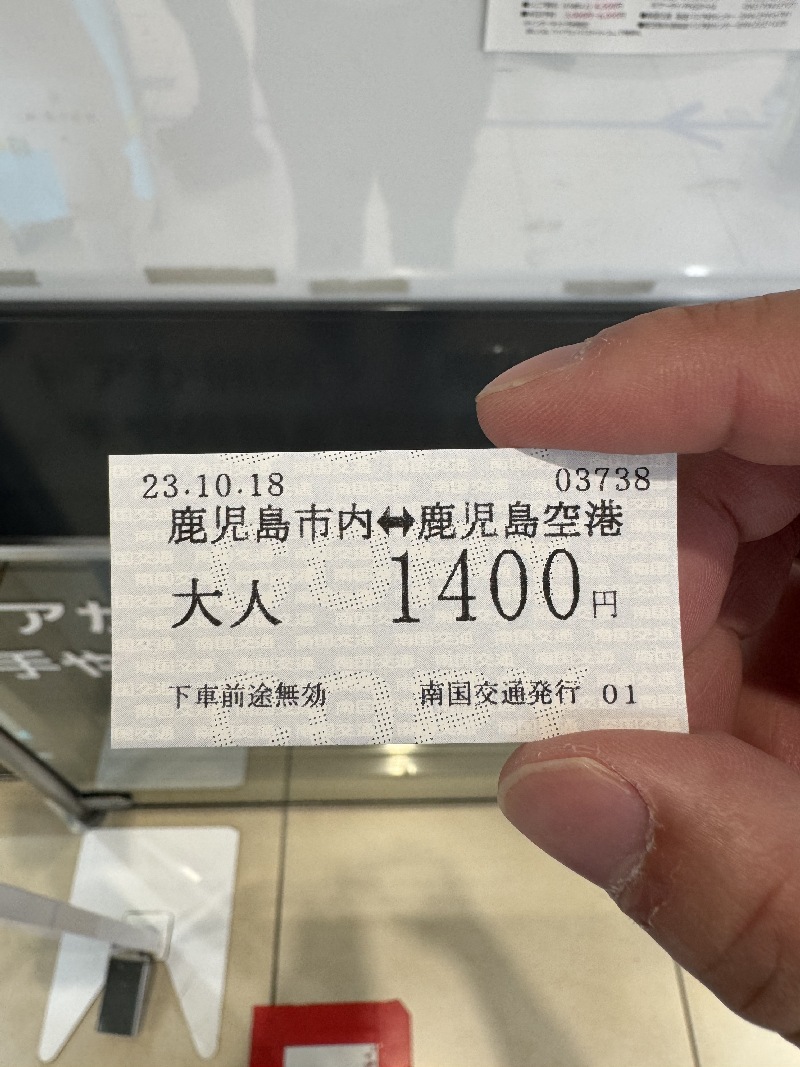 23.10.18 03738
鹿児島市内⬌鹿児島空港
大人 1400円
下車前途無効 南国交通発行 01